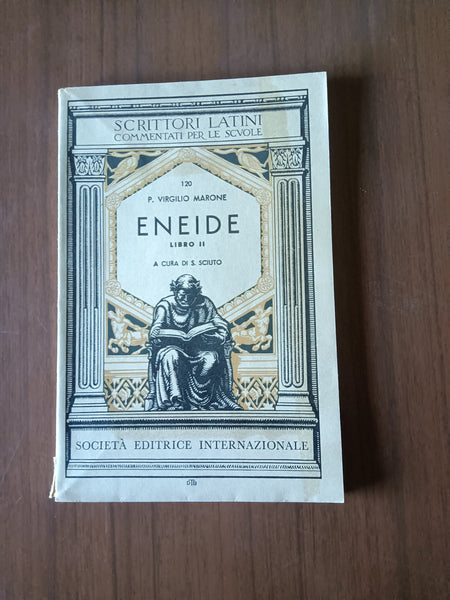 SCRITTORI LATINI
COMMENTATI PER LE SCVOLE
120
P. VIRGILIO MARONE
ENEIDE
LIBRO II
A CURA DI S. SCIUTO
SOCIETÀ EDITRICE INTERNAZIONALE